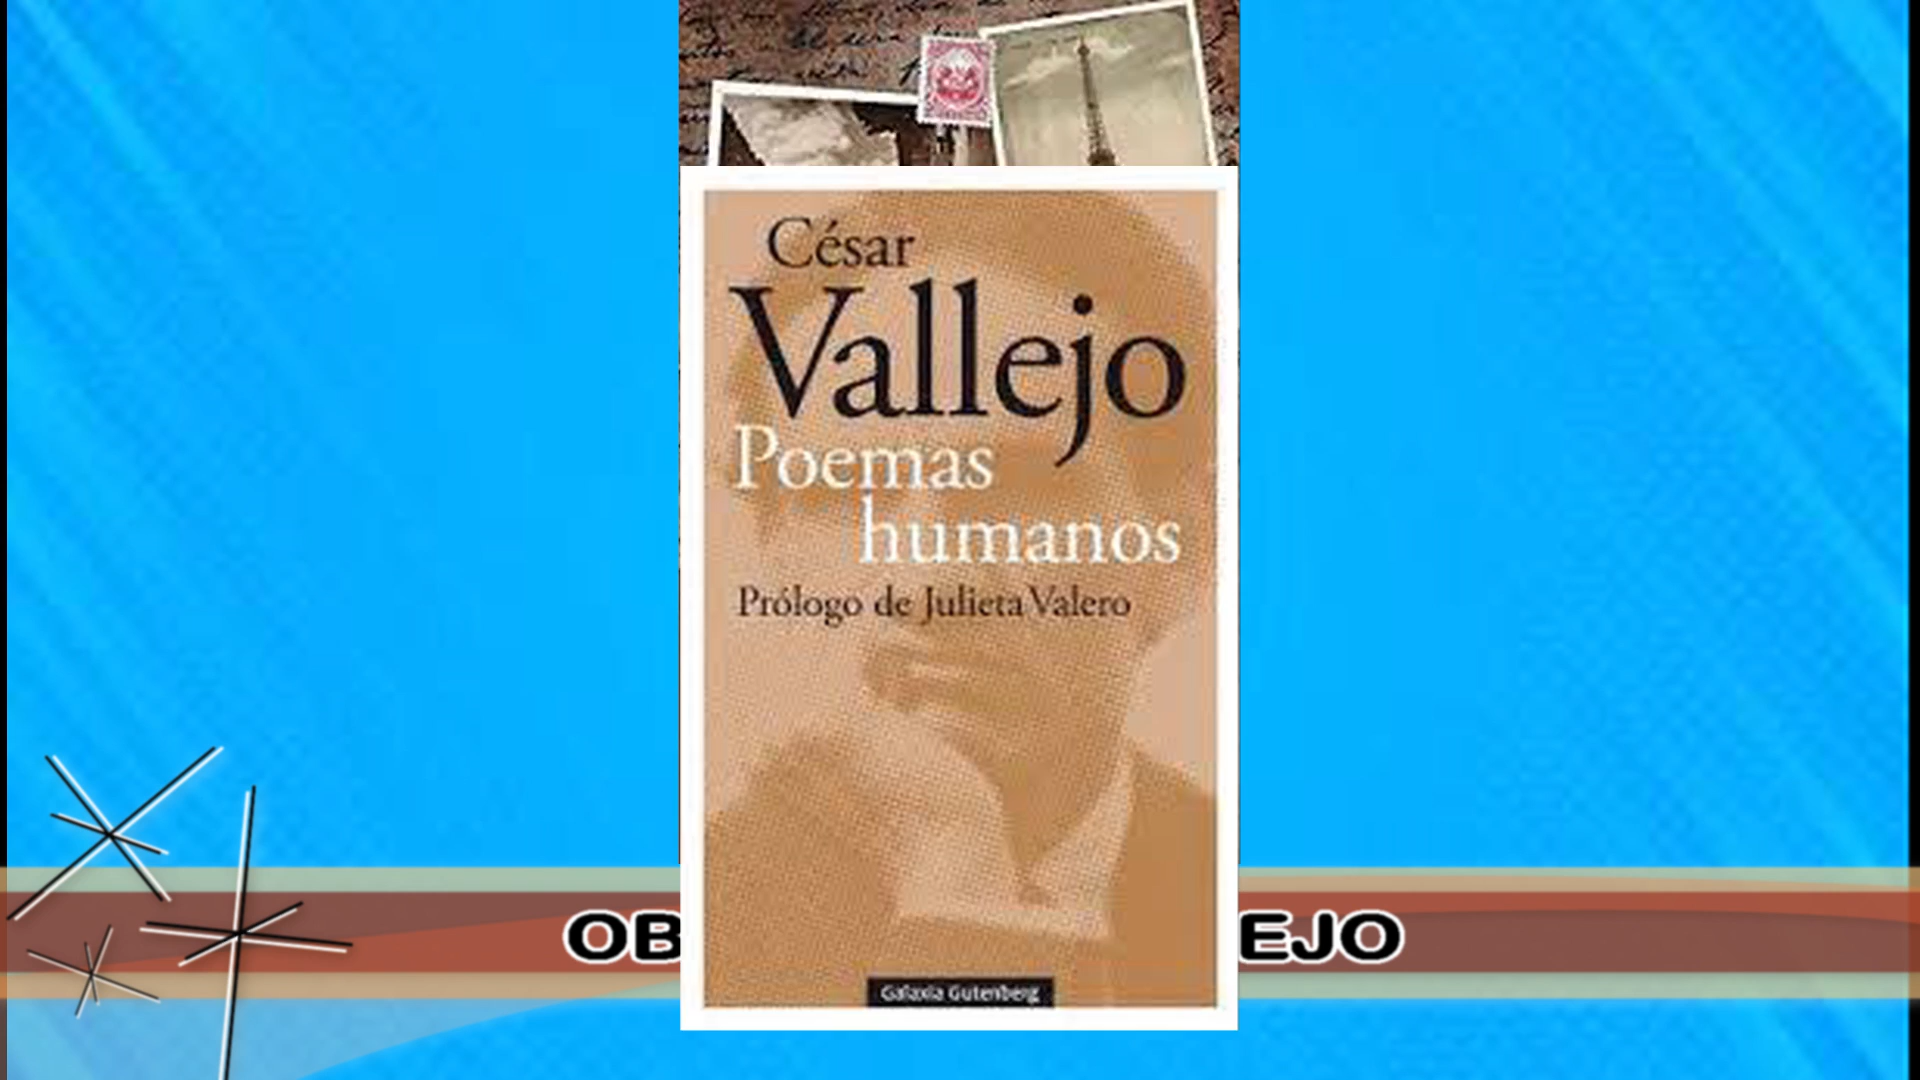 César
Vallejo
Poemas
humanos
Prólogo de Julieta Valero
OB
EJO
Galaxia Gutenberg